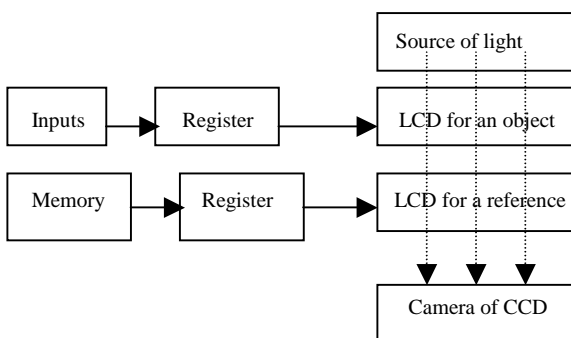 Source of light
Inputs
Register
LCD for an object
Memory
Register
LCD for a reference
Camera of CCD